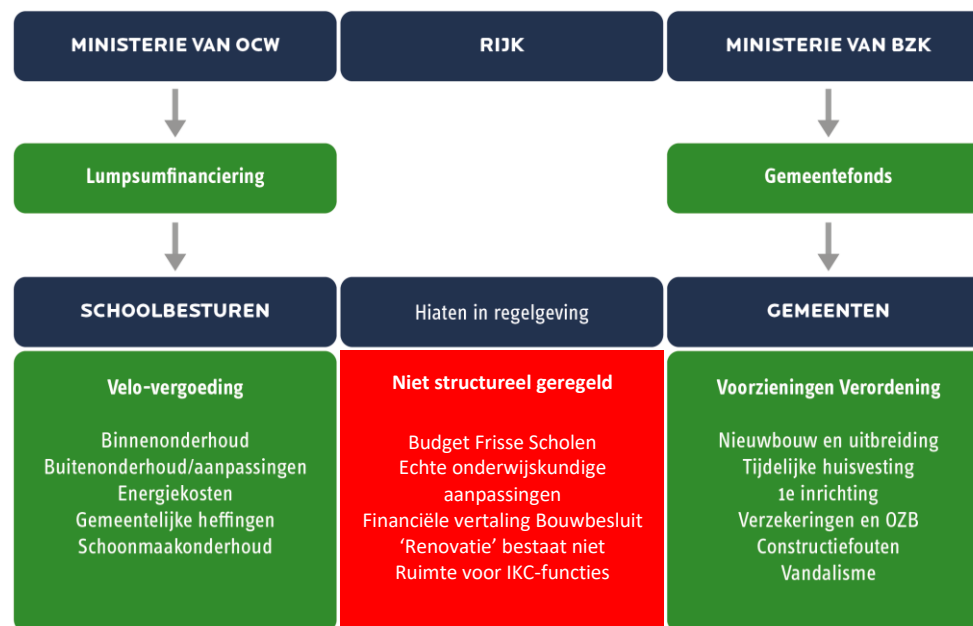 MINISTERIE VAN OCW
RIJK
MINISTERIE VAN BZK
Lumpsumfinanciering
Gemeentefonds
SCHOOLBESTUREN
Hiaten in regelgeving
GEMEENTEN
Velo-vergoeding
Binnenonderhoud
Buitenonderhoud/aanpassingen
Energiekosten
Gemeentelijke heffingen
Schoonmaakonderhoud
Niet structureel geregeld
Budget Frisse Scholen
Echte onderwijskundige
aanpassingen
Financiële vertaling Bouwbesluit
‘Renovatie’ bestaat niet
Ruimte voor IKC-functies
Voorzieningen Verordening
Nieuwbouw en uitbreiding
Tijdelijke huisvesting
1e inrichting
Verzekeringen en OZB
Constructiefouten
Vandalisme